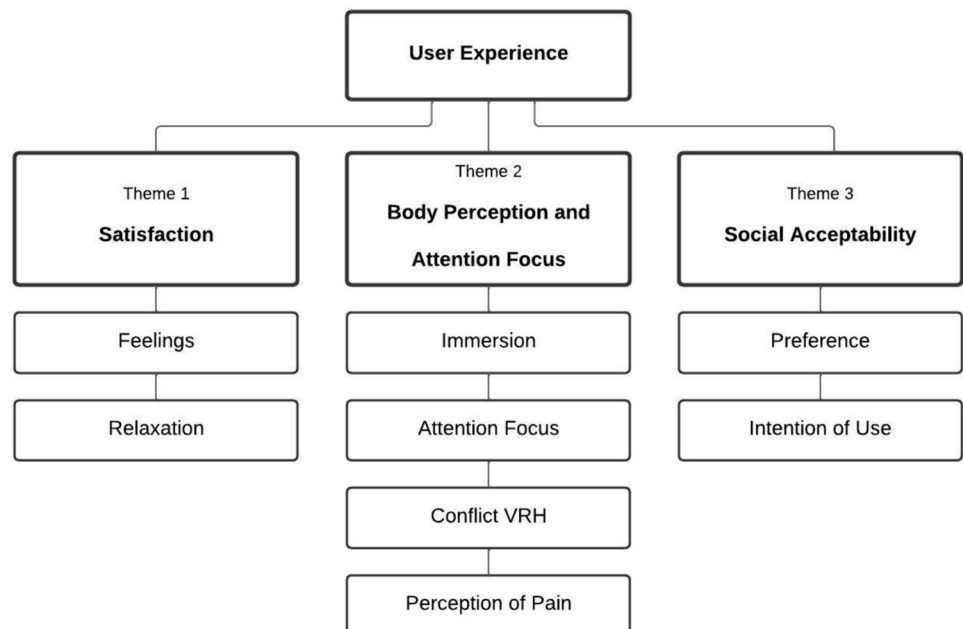 User Experience
Theme 1
Satisfaction
Feelings
Relaxation
Theme 2
Body Perception and
Attention Focus
Immersion
Attention Focus
Conflict VRH
Perception of Pain
Theme 3
Social Acceptability
Preference
Intention of Use